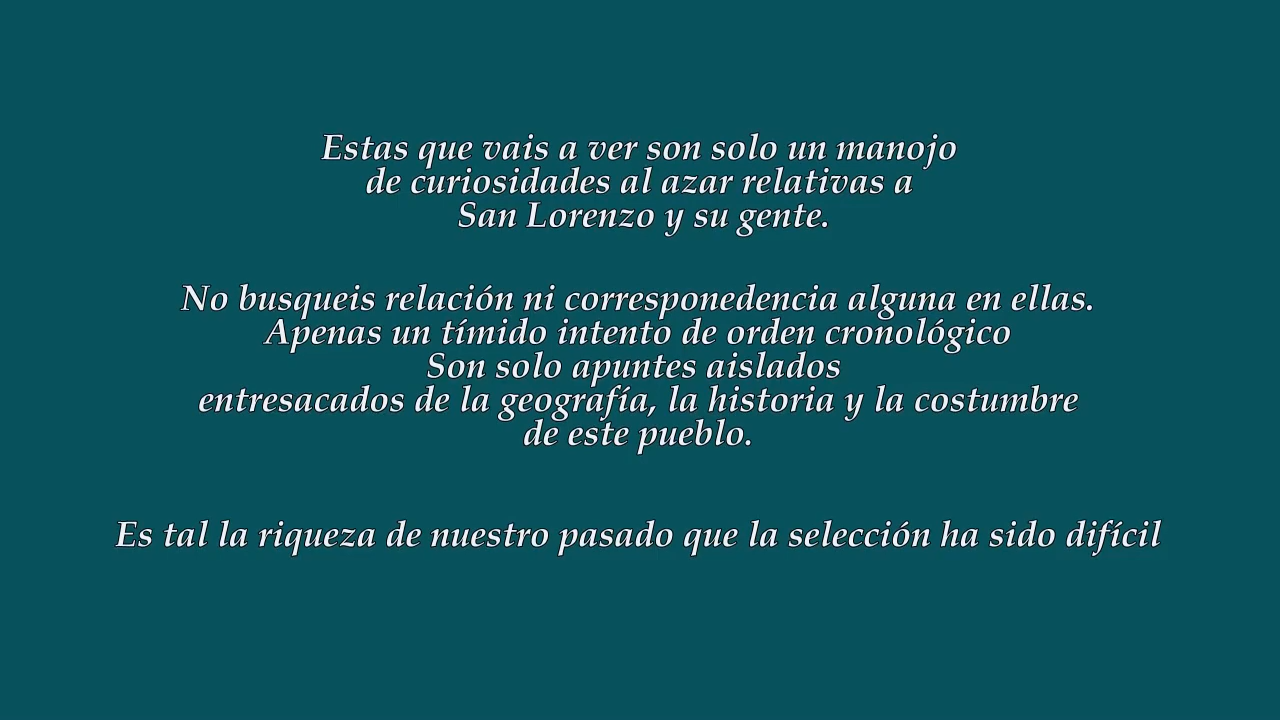 Estas que vais a ver son solo un manojo
de curiosidades al azar relativas a
San Lorenzo y su gente.
No busqueis relación ni corresponedencia alguna en ellas.
Apenas un tímido intento de orden cronológico
Son solo apuntes aislados
entresacados de la geografía, la historia y la costumbre
de este pueblo.
Es tal la riqueza de nuestro pasado que la selección ha sido difícil